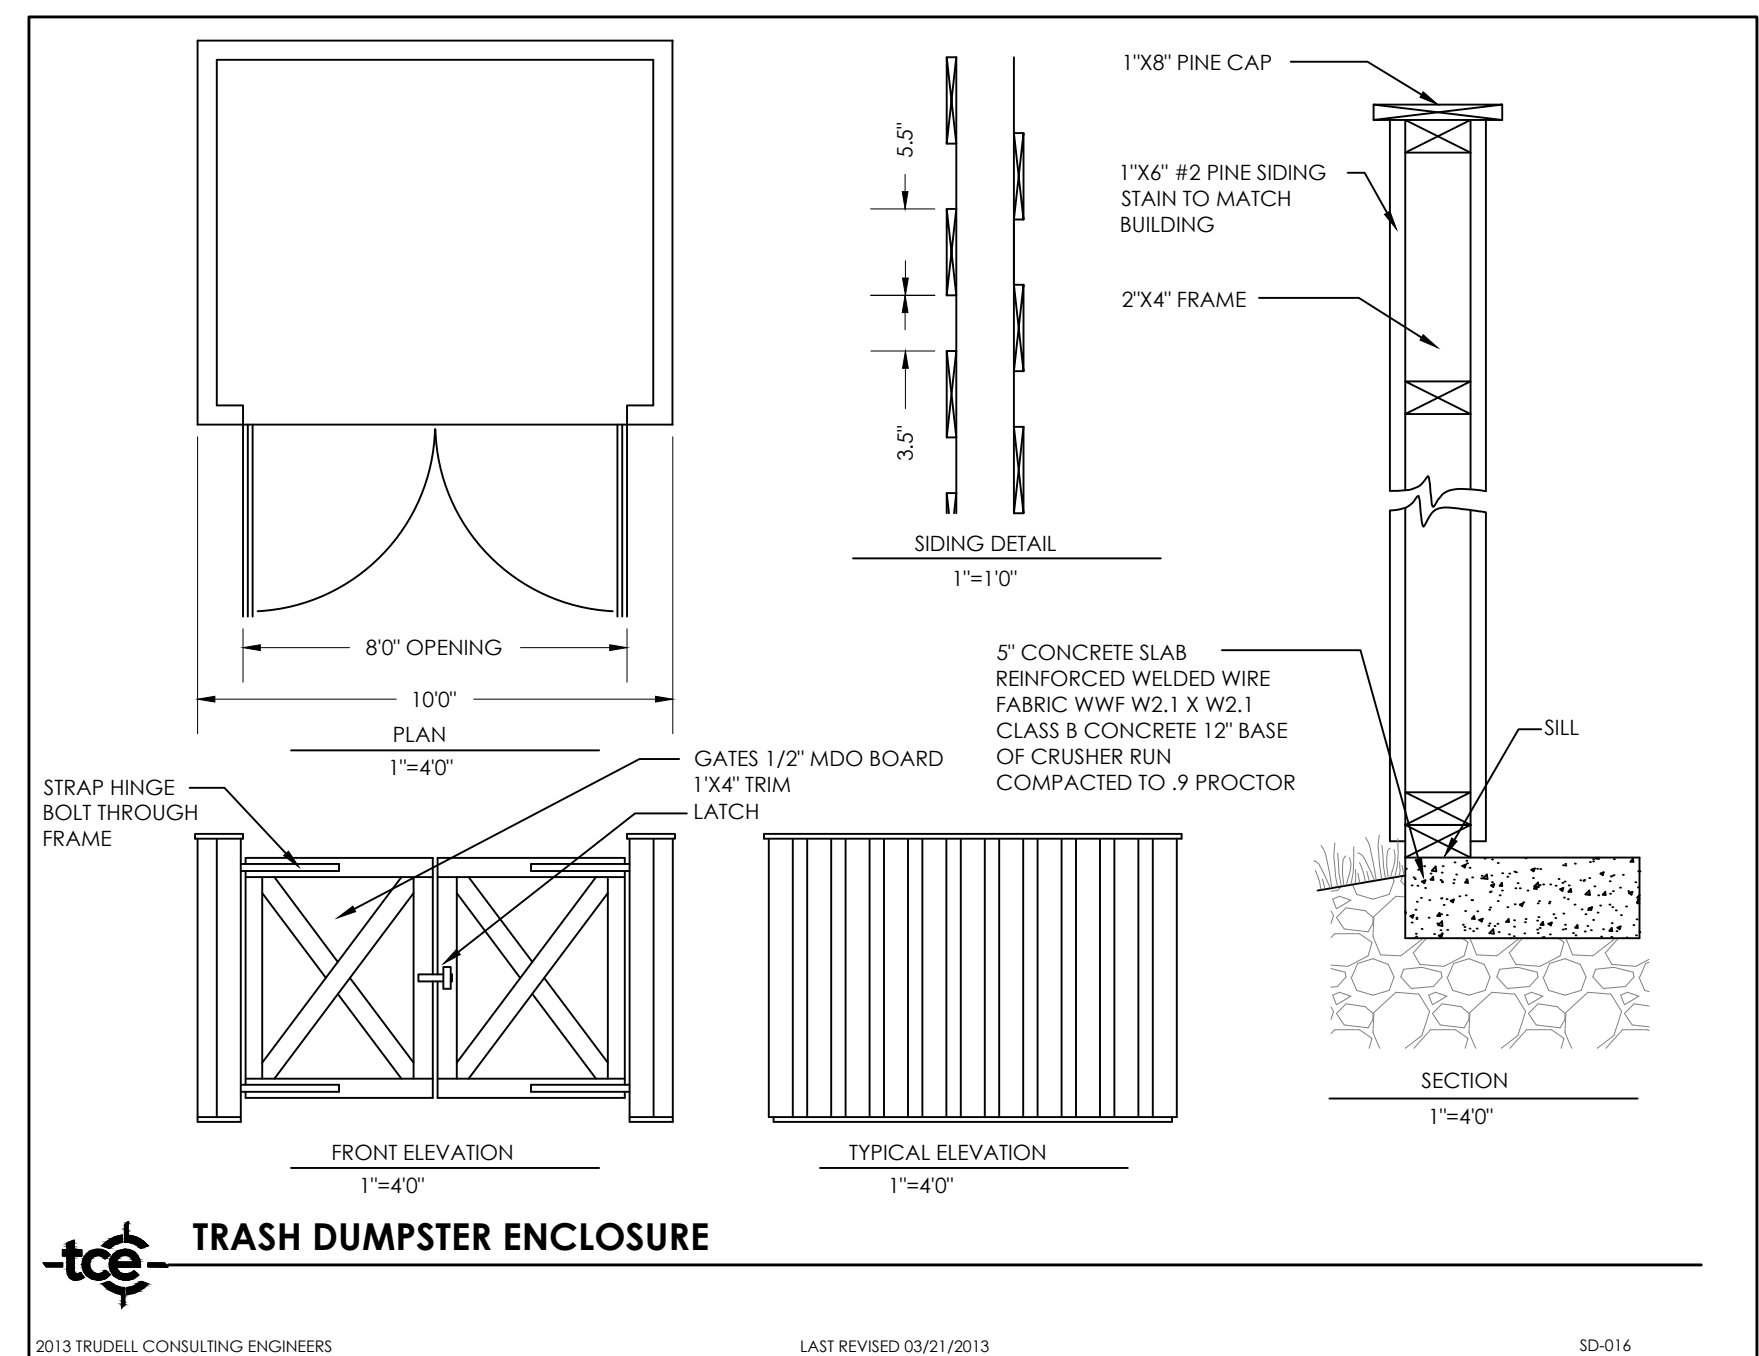 1"X8" PINE CAP
5.5"
1"X6" #2 PINE SIDING
STAIN TO MATCH
BUILDING
2"X4" FRAME
3.5"
SIDING DETAIL
1"=1'0"
8'0" OPENING
10'0"
PLAN
1"=4'0"
5" CONCRETE SLAB
REINFORCED WELDED WIRE
FABRIC WWF W2.1 X W2.1
CLASS B CONCRETE 12" BASE
OF CRUSHER RUN
COMPACTED TO .9 PROCTOR
SILL
STRAP HINGE
BOLT THROUGH
FRAME
GATES 1/2" MDO BOARD
1'X4" TRIM
LATCH
SECTION
1"=4'0"
FRONT ELEVATION
1"=4'0"
TYPICAL ELEVATION
1"=4'0"
tce
TRASH DUMPSTER ENCLOSURE
2013 TRUDELL CONSULTING ENGINEERS
LAST REVISED 03/21/2013
SD-016